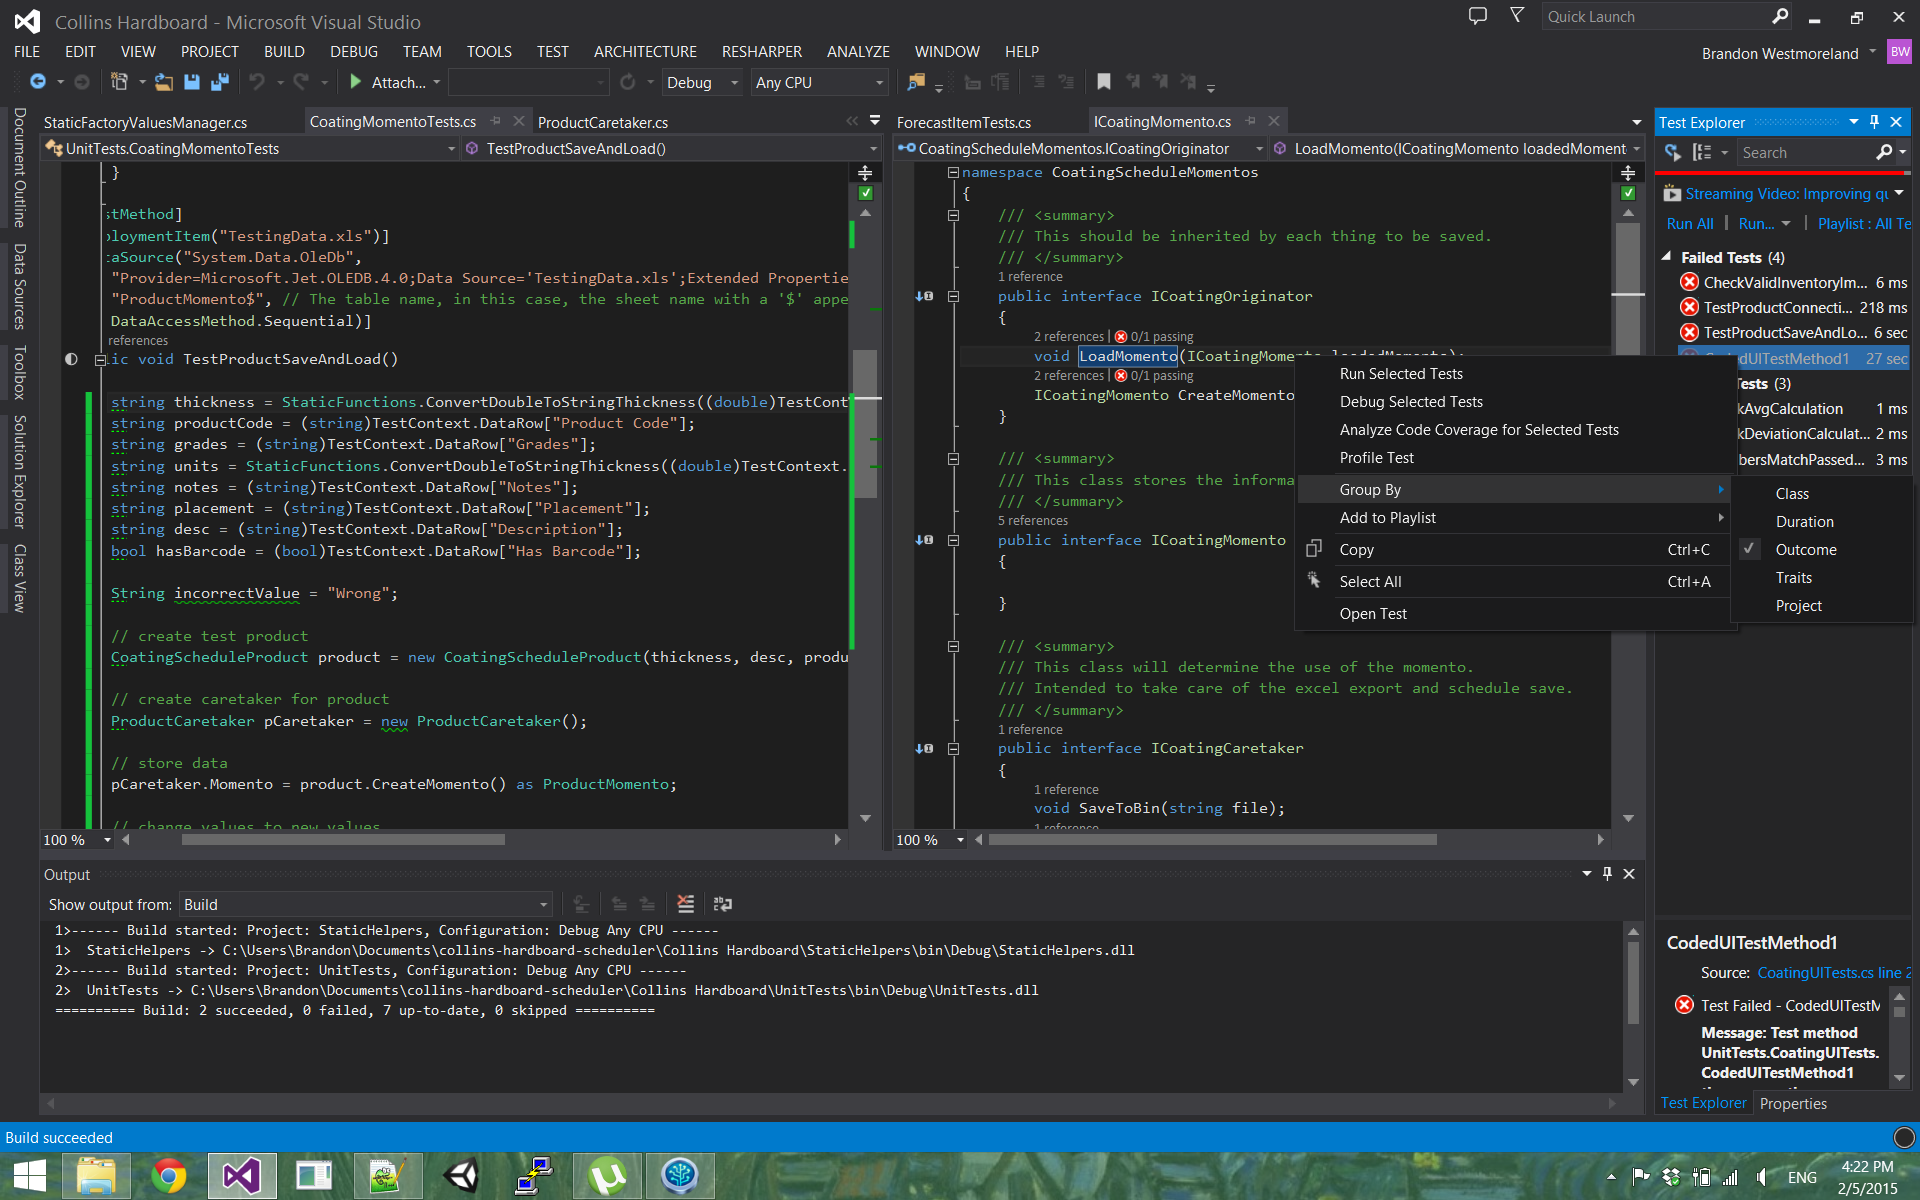 Collins Hardboard - Microsoft Visual Studio
Quick Launch
FILE EDIT VIEW PROJECT BUILD DEBUG TEAM TOOLS TEST ARCHITECTURE RESHARPER ANALYZE WINDOW HELP
Brandon Westmoreland BW
Attach... Debug Any CPU
Document Outline
Data Sources
Toolbox
Solution Explorer
Class View
StaticFactoryValuesManager.cs CoatingMomentoTests.cs ProductCaretaker.cs
UnitTests.CoatingMomentoTests TestProductSaveAndLoad()
}
stMethod]
loymentItem("TestingData.xls")]
aSource("System.Data.OleDb",
"Provider=Microsoft.Jet.OLEDB.4.0;Data Source='TestingData.xls';Extended Propertie
"ProductMomento$", // The table name, in this case, the sheet name with a '$' appe
DataAccessMethod.Sequential)]
references
ic void TestProductSaveAndLoad()
string thickness = StaticFunctions.ConvertDoubleToStringThickness((double)TestCont
string productCode = (string)TestContext.DataRow["Product Code"];
string grades = (string)TestContext.DataRow["Grades"];
string units = StaticFunctions.ConvertDoubleToStringThickness((double)TestContext.
string notes = (string)TestContext.DataRow["Notes"];
string placement = (string)TestContext.DataRow["Placement"];
string desc = (string)TestContext.DataRow["Description"];
bool hasBarcode = (bool)TestContext.DataRow["Has Barcode"];
String incorrectValue = "Wrong";
// create test product
CoatingScheduleProduct product = new CoatingScheduleProduct(thickness, desc, produ
// create caretaker for product
ProductCaretaker pCaretaker = new ProductCaretaker();
// store data
pCaretaker.Momento = product.CreateMomento() as ProductMomento;
// change values to new values
100 %
ForecastItemTests.cs ICoatingMomento.cs
CoatingScheduleMomentos.ICoatingOriginator LoadMomento(ICoatingMomento loadedMoment
namespace CoatingScheduleMomentos
{
/// <summary>
/// This should be inherited by each thing to be saved.
/// </summary>
1 reference
public interface ICoatingOriginator
{
2 references | 0/1 passing
void LoadMomento(ICoatingMomento loadedMomento);
2 references | 0/1 passing
ICoatingMomento CreateMomento
}
/// <summary>
/// This class stores the informa
/// </summary>
5 references
public interface ICoatingMomento
{
}
/// <summary>
/// This class will determine the use of the momento.
/// Intended to take care of the excel export and schedule save.
/// </summary>
1 reference
public interface ICoatingCaretaker
{
1 reference
void SaveToBin(string file);
1 reference
100 %
Run Selected Tests
Debug Selected Tests
Analyze Code Coverage for Selected Tests
Profile Test
Group By
Add to Playlist
Copy Ctrl+C
Select All Ctrl+A
Open Test
Class
Duration
Outcome
Traits
Project
Test Explorer
Search
Streaming Video: Improving qu
Run All | Run... | Playlist : All Te
Failed Tests (4)
CheckValidInventoryIm... 6 ms
TestProductConnecti... 218 ms
TestProductSaveAndLo... 6 sec
CodedUITestMethod1 27 sec
Tests (3)
kAvgCalculation 1 ms
kDeviationCalculat... 2 ms
bersMatchPassed... 3 ms
CodedUITestMethod1
Source: CoatingUITests.cs line 2
Test Failed - CodedUITestM
Message: Test method
UnitTests.CoatingUITests.
CodedUITestMethod1
Test Explorer Properties
Output
Show output from: Build
1>------ Build started: Project: StaticHelpers, Configuration: Debug Any CPU ------
1> StaticHelpers -> C:\Users\Brandon\Documents\collins-hardboard-scheduler\Collins Hardboard\StaticHelpers\bin\Debug\StaticHelpers.dll
2>------ Build started: Project: UnitTests, Configuration: Debug Any CPU ------
2> UnitTests -> C:\Users\Brandon\Documents\collins-hardboard-scheduler\Collins Hardboard\UnitTests\bin\Debug\UnitTests.dll
========== Build: 2 succeeded, 0 failed, 7 up-to-date, 0 skipped ==========
Build succeeded
ENG
4:22 PM
2/5/2015